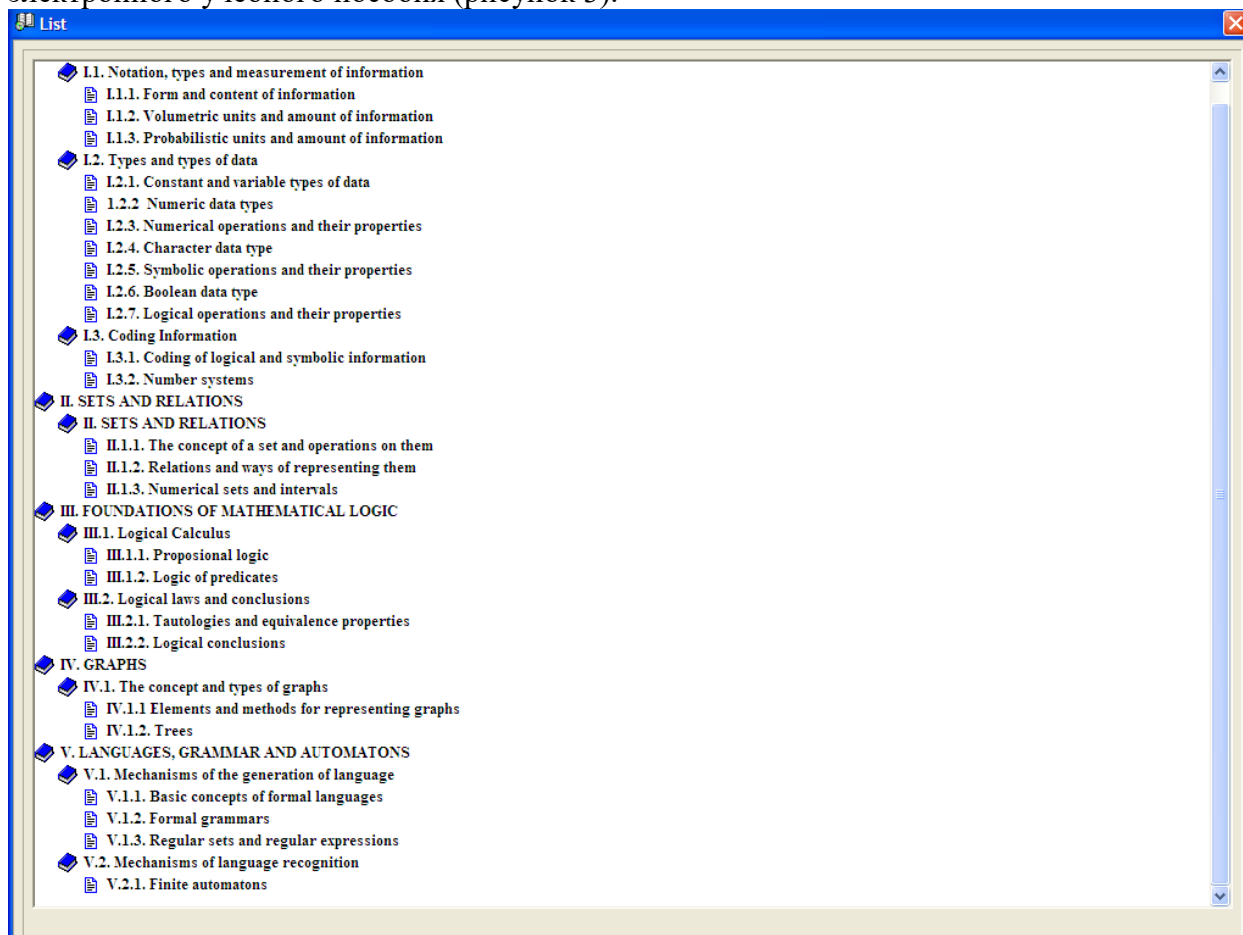 электронного учебного пособия (рисунок 3).
List
I.1. Notation, types and measurement of information
I.1.1. Form and content of information
I.1.2. Volumetric units and amount of information
I.1.3. Probabilistic units and amount of information
I.2. Types and types of data
I.2.1. Constant and variable types of data
1.2.2 Numeric data types
I.2.3. Numerical operations and their properties
I.2.4. Character data type
I.2.5. Symbolic operations and their properties
I.2.6. Boolean data type
I.2.7. Logical operations and their properties
I.3. Coding Information
I.3.1. Coding of logical and symbolic information
I.3.2. Number systems
II. SETS AND RELATIONS
II. SETS AND RELATIONS
II.1.1. The concept of a set and operations on them
II.1.2. Relations and ways of representing them
II.1.3. Numerical sets and intervals
III. FOUNDATIONS OF MATHEMATICAL LOGIC
III.1. Logical Calculus
III.1.1. Proposional logic
III.1.2. Logic of predicates
III.2. Logical laws and conclusions
III.2.1. Tautologies and equivalence properties
III.2.2. Logical conclusions
IV. GRAPHS
IV.1. The concept and types of graphs
IV.1.1 Elements and methods for representing graphs
IV.1.2. Trees
V. LANGUAGES, GRAMMAR AND AUTOMATONS
V.1. Mechanisms of the generation of language
V.1.1. Basic concepts of formal languages
V.1.2. Formal grammars
V.1.3. Regular sets and regular expressions
V.2. Mechanisms of language recognition
V.2.1. Finite automatons